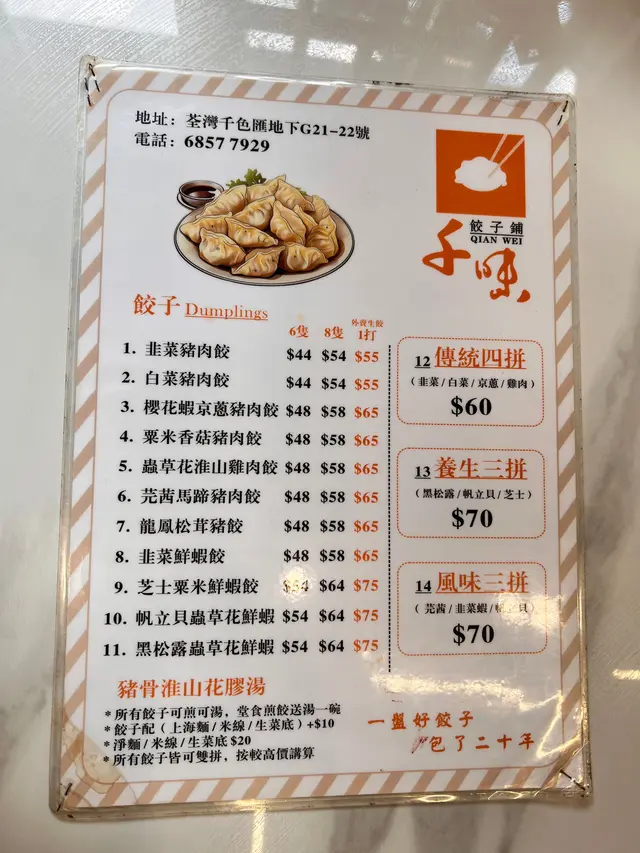 地址：荃灣千色匯地下G21-22號
電話：6857 7929
餃子鋪
QIAN WEI
千味
餃子 Dumplings
6隻 8隻 外賣生餃 1打
1. 韭菜豬肉餃 $44 $54 $55
2. 白菜豬肉餃 $44 $54 $55
3. 櫻花蝦京蔥豬肉餃 $48 $58 $65
4. 粟米香菇豬肉餃 $48 $58 $65
5. 蟲草花淮山雞肉餃 $48 $58 $65
6. 芫茜馬蹄豬肉餃 $48 $58 $65
7. 龍鳳松茸豬餃 $48 $58 $65
8. 韭菜鮮蝦餃 $48 $58 $65
9. 芝士粟米鮮蝦餃 $54 $64 $75
10. 帆立貝蟲草花鮮蝦 $54 $64 $75
11. 黑松露蟲草花鮮蝦 $54 $64 $75
12 傳統四拼
（韭菜/白菜/京蔥/雞肉）
$60
13 養生三拼
（黑松露/帆立貝/芝士）
$70
14 風味三拼
（芫茜/韭菜蝦/帆立貝）
$70
豬骨淮山花膠湯
*所有餃子可煎可湯，堂食煎餃送湯一碗
*餃子配（上海麵/米線/生菜底）+$10
*淨麵/米線/生菜底 $20
*所有餃子皆可雙拼，按較高價講算
一盤好餃子
包了二十年